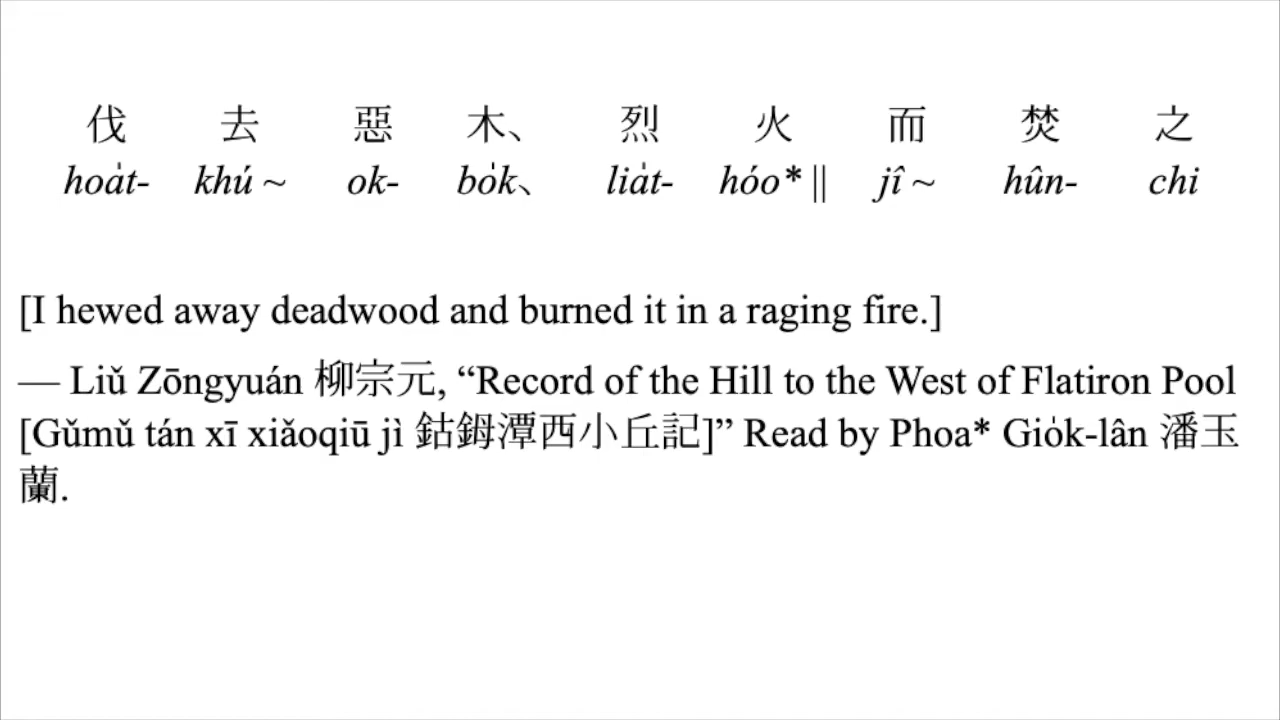 伐 去 惡 木、 烈 火 而 焚 之
hoa̍t- khú ~ ok- bo̍k、 lia̍t- hóo* || jî ~ hûn- chi
[I hewed away deadwood and burned it in a raging fire.]
— Liǔ Zōngyuán 柳宗元, “Record of the Hill to the West of Flatiron Pool
[Gǔmǔ tán xī xiǎoqiū jì 鈷鉧潭西小丘記]” Read by Phoa* Gio̍k-lân 潘玉
蘭.